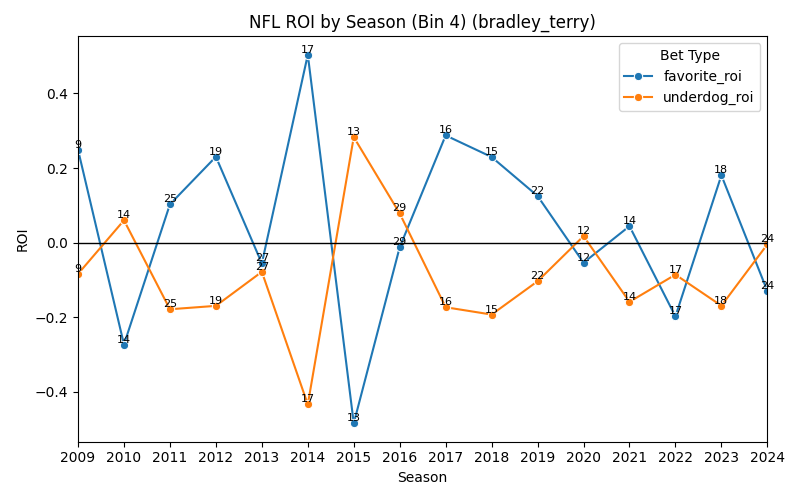 NFL ROI by Season (Bin 4) (bradley_terry)
Bet Type
favorite_roi
underdog_roi
ROI
0.4
0.2
0.0
−0.2
−0.4
9 14 25 19 27 17 13 29 16 15 22 12 14 17 18 24
9 14 25 19 27 17 13 29 16 15 22 12 14 17 18 24
2009 2010 2011 2012 2013 2014 2015 2016 2017 2018 2019 2020 2021 2022 2023 2024
Season